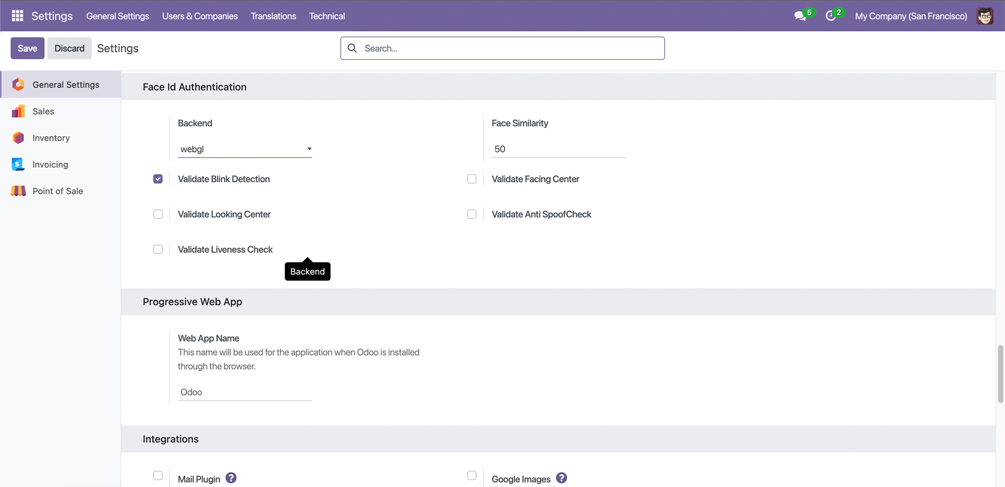 Settings General Settings Users & Companies Translations Technical 5 2 My Company (San Francisco)
Save Discard Settings Search...
General Settings
Sales
Inventory
Invoicing
Point of Sale
Face Id Authentication
Backend Face Similarity
webgl 50
Validate Blink Detection Validate Facing Center
Validate Looking Center Validate Anti SpoofCheck
Validate Liveness Check
Backend
Progressive Web App
Web App Name
This name will be used for the application when Odoo is installed
through the browser.
Odoo
Integrations
Mail Plugin ? Google Images ?